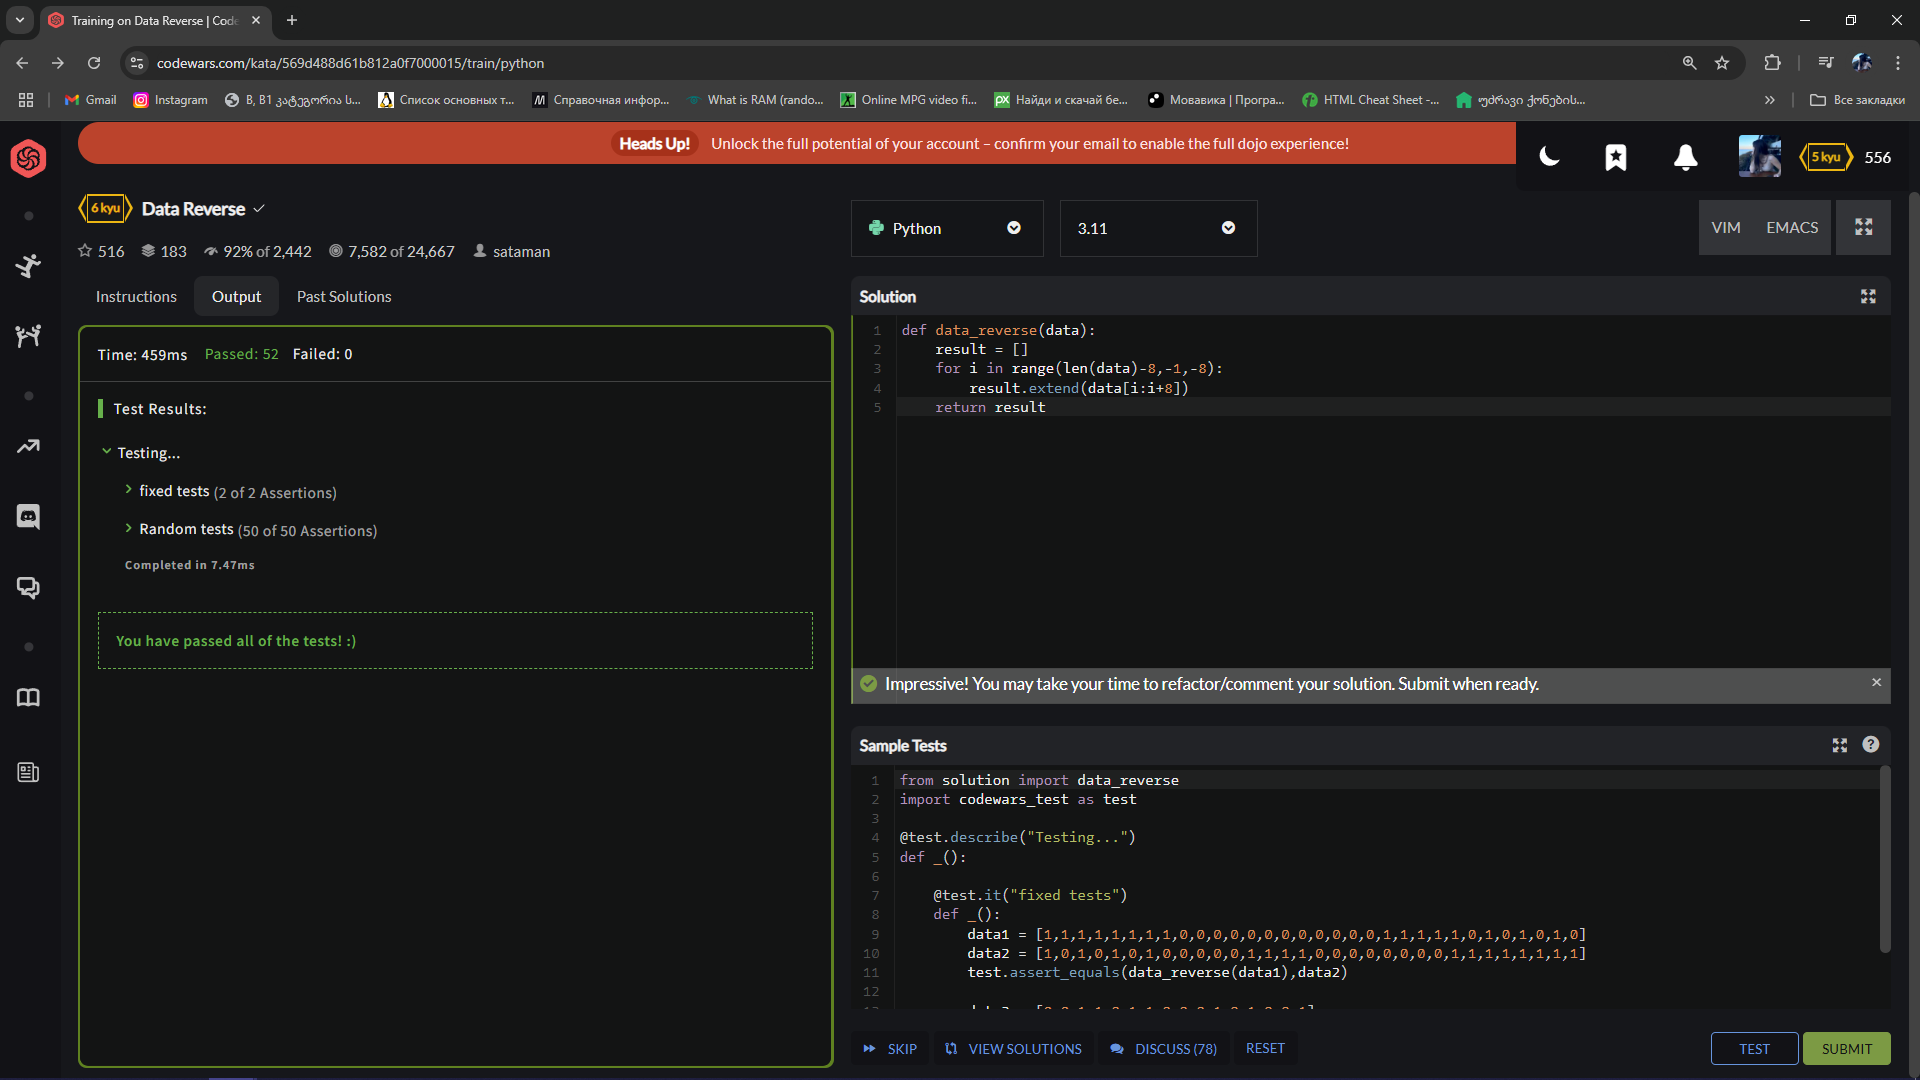 Training on Data Reverse | Code
codewars.com/kata/569d488d61b812a0f7000015/train/python
Gmail
Instagram
B, B1 კატეგორია ს...
Список основных т...
Справочная инфор...
What is RAM (rando...
Online MPG video fi...
Найди и скачай бе...
Мовавика | Програ...
HTML Cheat Sheet -...
უძრავი ქონების...
Все закладки
Heads Up! Unlock the full potential of your account – confirm your email to enable the full dojo experience!
5 kyu 556
6 kyu Data Reverse
516 183 92% of 2,442 7,582 of 24,667 sataman
Python
3.11
VIM EMACS
Instructions Output Past Solutions
Time: 459ms Passed: 52 Failed: 0
Test Results:
Testing...
fixed tests (2 of 2 Assertions)
Random tests (50 of 50 Assertions)
Completed in 7.47ms
You have passed all of the tests! :)
Solution
1 def data_reverse(data):
2     result = []
3     for i in range(len(data)-8,-1,-8):
4         result.extend(data[i:i+8])
5     return result
Impressive! You may take your time to refactor/comment your solution. Submit when ready.
Sample Tests
1 from solution import data_reverse
2 import codewars_test as test
3
4 @test.describe("Testing...")
5 def _():
6
7     @test.it("fixed tests")
8     def _():
9         data1 = [1,1,1,1,1,1,1,1,0,0,0,0,0,0,0,0,0,0,0,0,1,1,1,1,1,0,1,0,1,0,1,0]
10         data2 = [1,0,1,0,1,0,1,0,0,0,0,0,1,1,1,1,0,0,0,0,0,0,0,0,1,1,1,1,1,1,1,1]
11         test.assert_equals(data_reverse(data1),data2)
12
SKIP VIEW SOLUTIONS DISCUSS (78) RESET
TEST SUBMIT